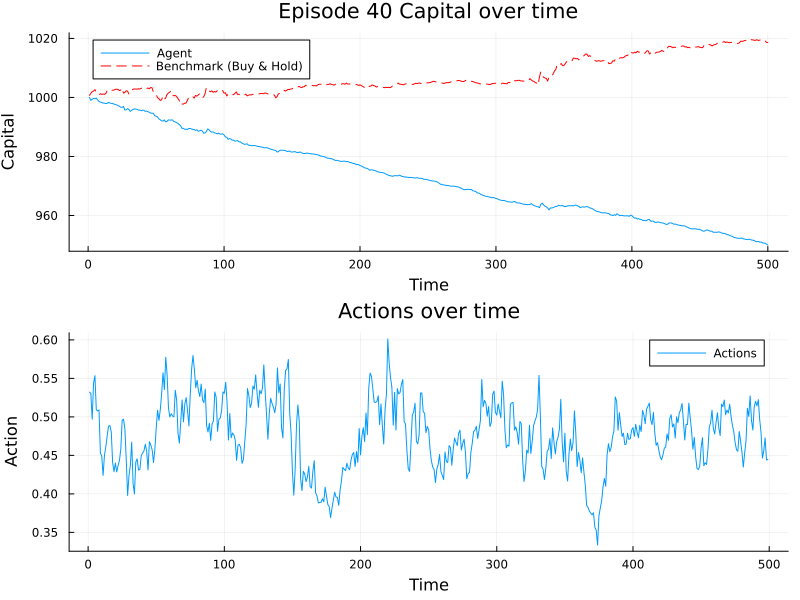 Episode 40 Capital over time
Capital
1020
1000
980
960
Agent
Benchmark (Buy & Hold)
0 100 200 300 400 500
Time
Actions over time
Action
0.60
0.55
0.50
0.45
0.40
0.35
Actions
0 100 200 300 400 500
Time